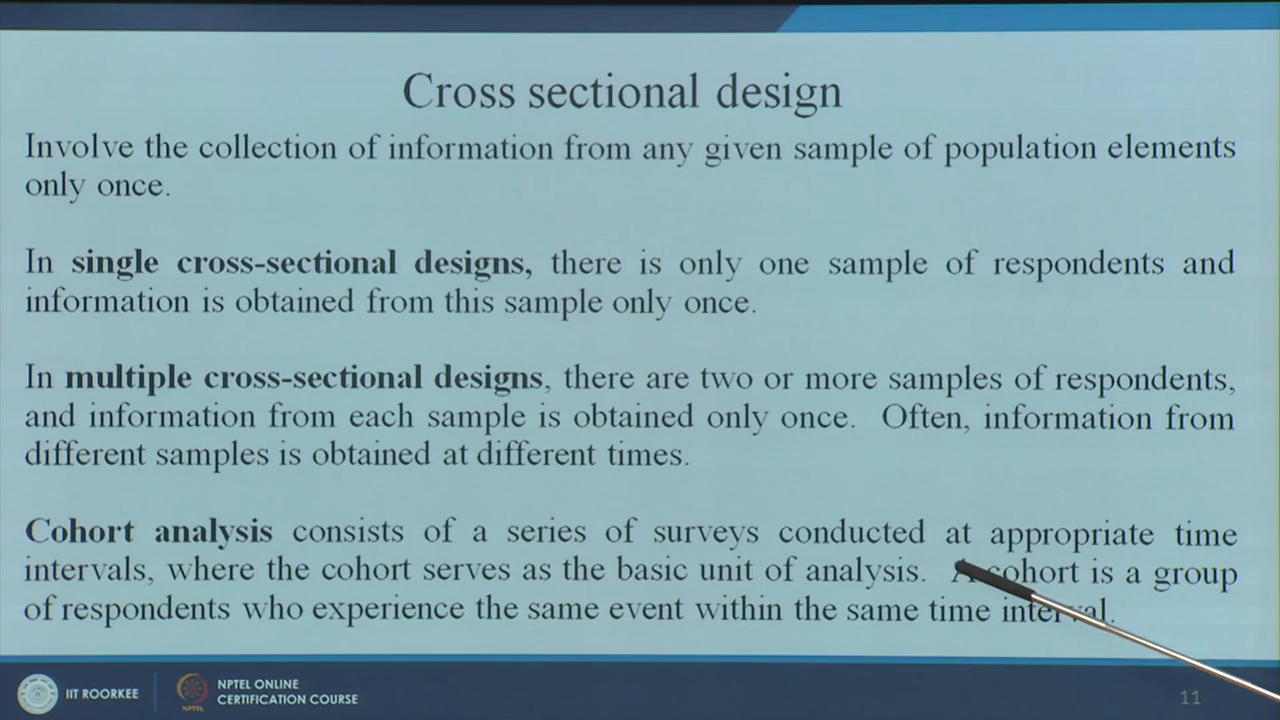 Cross sectional design
Involve the collection of information from any given sample of population elements
only once.
In single cross-sectional designs, there is only one sample of respondents and
information is obtained from this sample only once.
In multiple cross-sectional designs, there are two or more samples of respondents,
and information from each sample is obtained only once. Often, information from
different samples is obtained at different times.
Cohort analysis consists of a series of surveys conducted at appropriate time
intervals, where the cohort serves as the basic unit of analysis. A cohort is a group
of respondents who experience the same event within the same time interval.
IIT ROORKEE
NPTEL ONLINE
CERTIFICATION COURSE
NPTEL
11